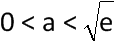 0 < a < √e